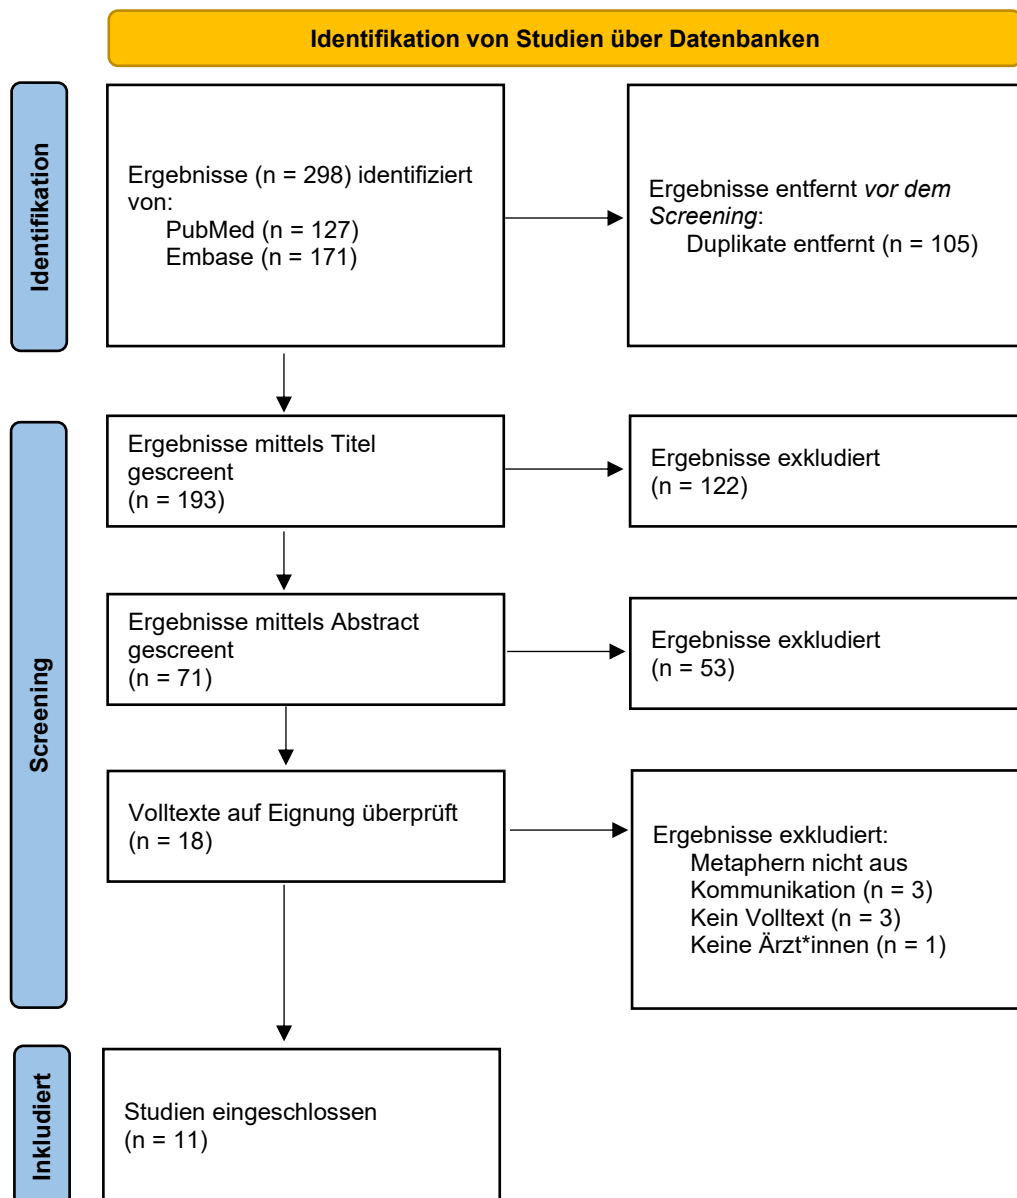 Identifikation von Studien über Datenbanken
Identifikation
Ergebnisse (n = 298) identifiziert
von:
PubMed (n = 127)
Embase (n = 171)
Ergebnisse entfernt vor dem
Screening:
Duplikate entfernt (n = 105)
Screening
Ergebnisse mittels Titel
gescreent
(n = 193)
Ergebnisse exkludiert
(n = 122)
Ergebnisse mittels Abstract
gescreent
(n = 71)
Ergebnisse exkludiert
(n = 53)
Volltexte auf Eignung überprüft
(n = 18)
Ergebnisse exkludiert:
Metaphern nicht aus
Kommunikation (n = 3)
Kein Volltext (n = 3)
Keine Ärzt*innen (n = 1)
Inkludiert
Studien eingeschlossen
(n = 11)